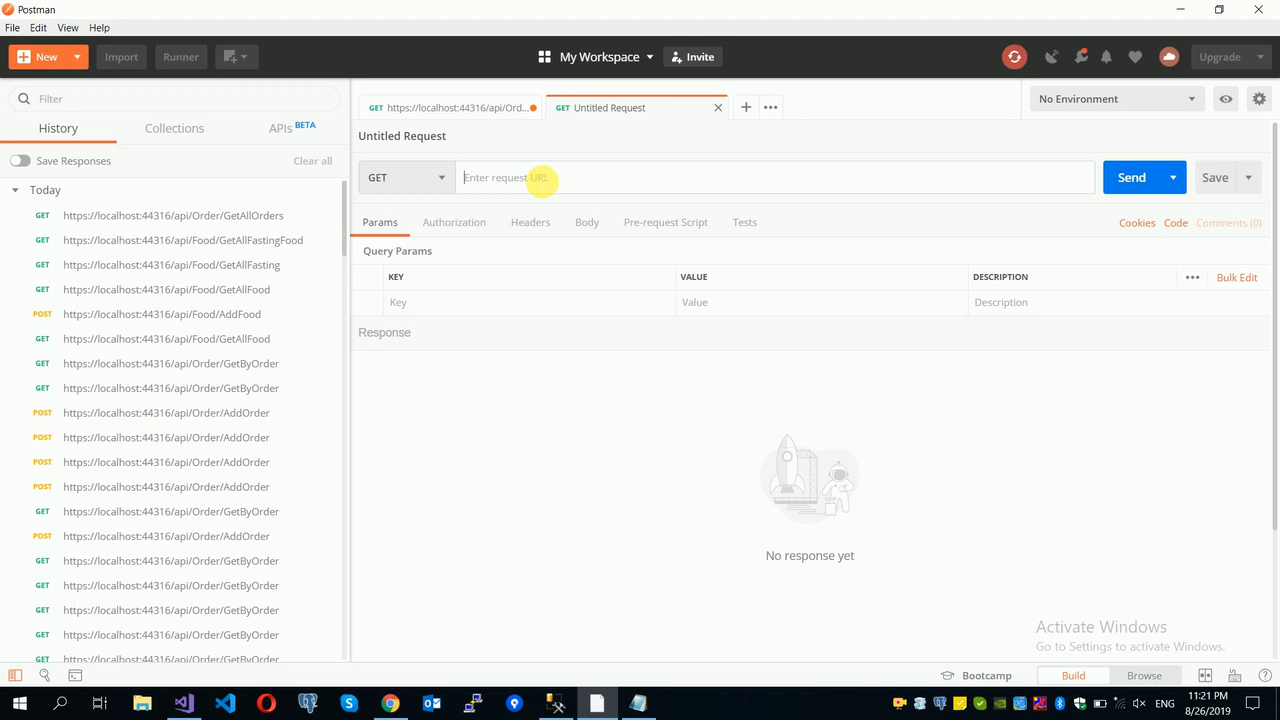 Postman
File Edit View Help
New Import Runner My Workspace Invite Upgrade
Filter
History Collections APIs BETA
Save Responses Clear all
Today
GET https://localhost:44316/api/Order/GetAllOrders
GET https://localhost:44316/api/Food/GetAllFastingFood
GET https://localhost:44316/api/Food/GetAllFasting
GET https://localhost:44316/api/Food/GetAllFood
POST https://localhost:44316/api/Food/AddFood
GET https://localhost:44316/api/Food/GetAllFood
GET https://localhost:44316/api/Order/GetByOrder
GET https://localhost:44316/api/Order/GetByOrder
POST https://localhost:44316/api/Order/AddOrder
POST https://localhost:44316/api/Order/AddOrder
POST https://localhost:44316/api/Order/AddOrder
POST https://localhost:44316/api/Order/AddOrder
GET https://localhost:44316/api/Order/GetByOrder
POST https://localhost:44316/api/Order/AddOrder
GET https://localhost:44316/api/Order/GetByOrder
GET https://localhost:44316/api/Order/GetByOrder
GET https://localhost:44316/api/Order/GetByOrder
GET https://localhost:44316/api/Order/GetByOrder
GET https://localhost:44316/api/Order/GetByOrder
GET https://localhost:44316/api/Ord... GET Untitled Request No Environment
Untitled Request
GET Enter request URL Send Save
Params Authorization Headers Body Pre-request Script Tests Cookies Code Comments (0)
Query Params
KEY VALUE DESCRIPTION Bulk Edit
Key Value Description
Response
No response yet
Activate Windows
Go to Settings to activate Windows.
Bootcamp Build Browse
ENG 11:21 PM
8/26/2019